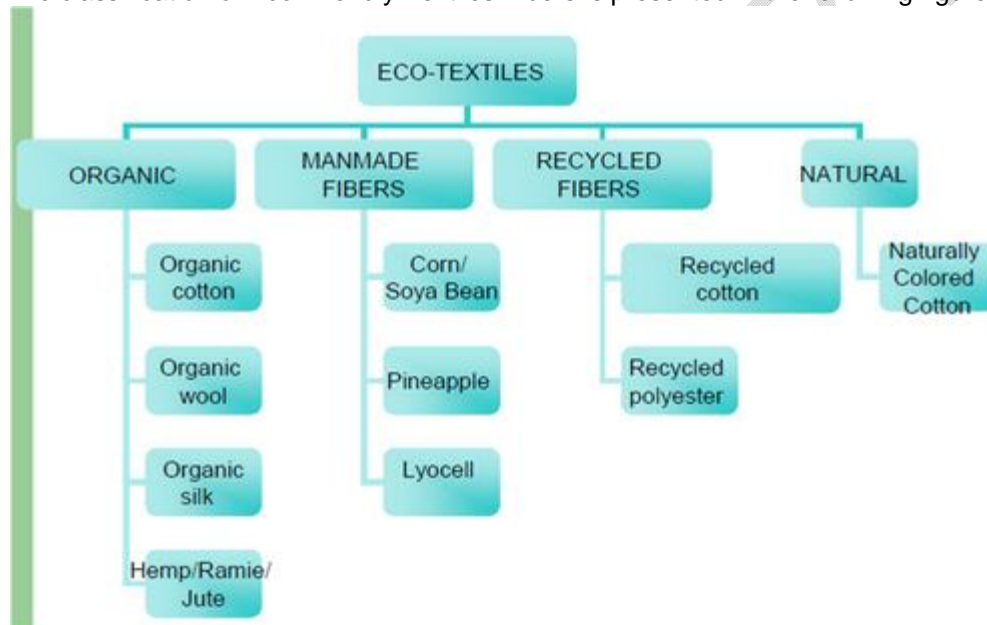 ECO-TEXTILES
ORGANIC
MANMADE
FIBERS
RECYCLED
FIBERS
NATURAL
Organic
cotton
Corn/
Soya Bean
Recycled
cotton
Naturally
Colored
Cotton
Organic
wool
Pineapple
Recycled
polyester
Organic
silk
Lyocell
Hemp/Ramie/
Jute